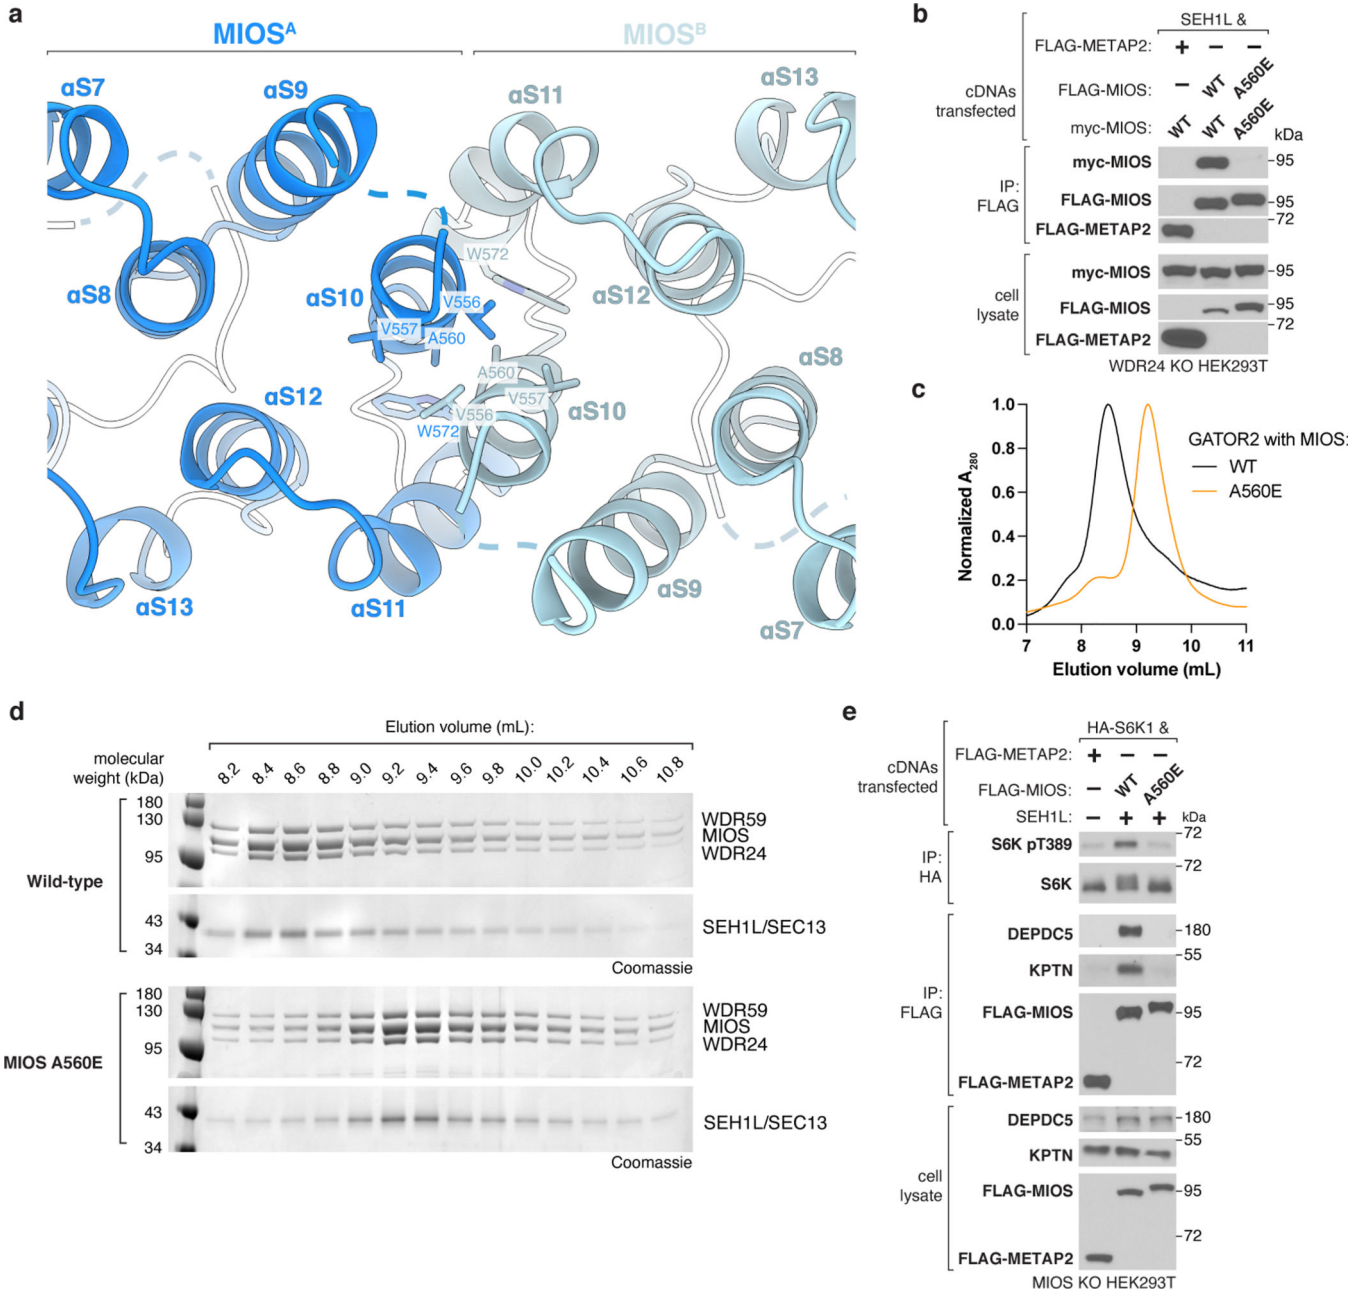 a
MIOSA
MIOSB
αS7
αS9
αS11
αS13
αS8
αS10
W572
V556
V557
A560
αS12
αS8
αS12
A560
V557
V556
W572
αS10
αS13
αS11
αS9
αS7
b
SEH1L &
FLAG-METAP2: + – –
cDNAs transfected
FLAG-MIOS: – WT A560E
myc-MIOS: WT WT A560E
kDa
IP: FLAG
myc-MIOS
95
FLAG-MIOS
95
72
FLAG-METAP2
cell lysate
myc-MIOS
95
FLAG-MIOS
95
72
FLAG-METAP2
WDR24 KO HEK293T
c
Normalized A280
1.0
0.8
0.6
0.4
0.2
0.0
7 8 9 10 11
Elution volume (mL)
GATOR2 with MIOS:
WT
A560E
d
Elution volume (mL):
molecular weight (kDa)
8.2 8.4 8.6 8.8 9.0 9.2 9.4 9.6 9.8 10.0 10.2 10.4 10.6 10.8
Wild-type
180
130
95
43
34
WDR59
MIOS
WDR24
SEH1L/SEC13
Coomassie
MIOS A560E
180
130
95
43
34
WDR59
MIOS
WDR24
SEH1L/SEC13
Coomassie
e
HA-S6K1 &
cDNAs transfected
FLAG-METAP2: + – –
FLAG-MIOS: – WT A560E
SEH1L: – + +
kDa
IP: HA
72
S6K pT389
72
S6K
IP: FLAG
DEPDC5
180
55
KPTN
FLAG-MIOS
95
72
FLAG-METAP2
cell lysate
DEPDC5
180
55
KPTN
FLAG-MIOS
95
72
FLAG-METAP2
MIOS KO HEK293T